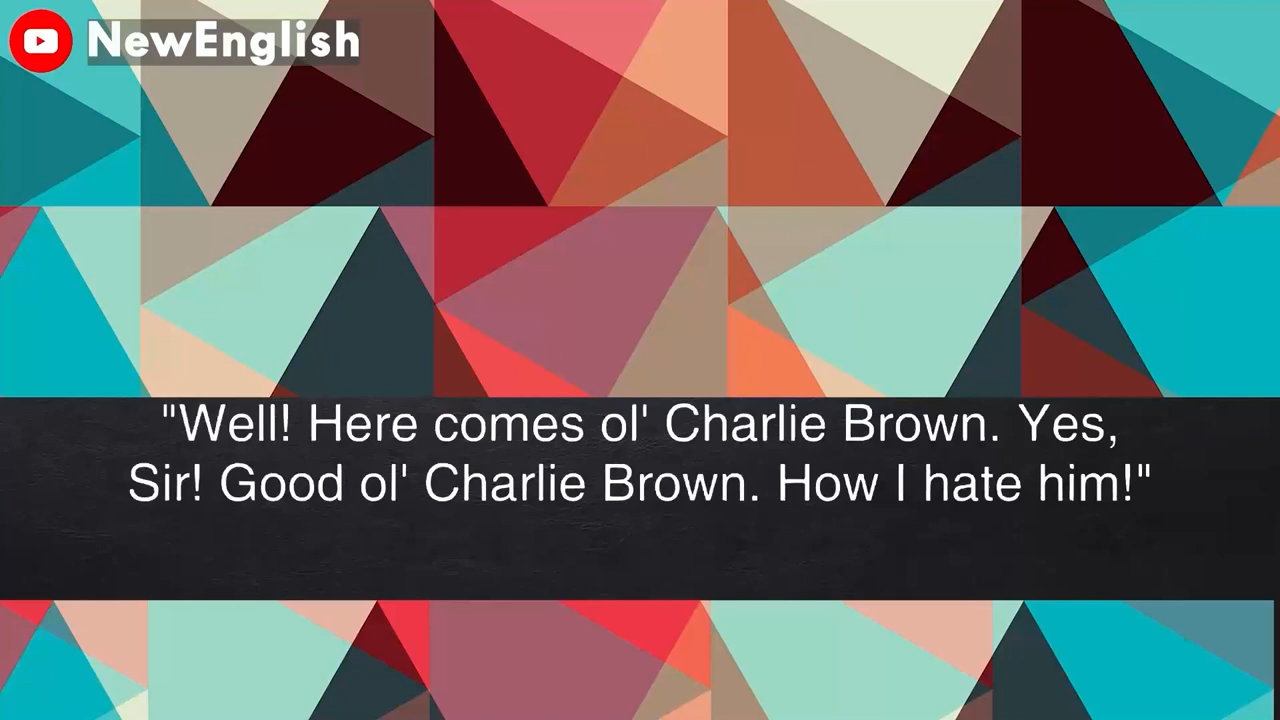 NewEnglish
"Well! Here comes ol' Charlie Brown. Yes,
Sir! Good ol' Charlie Brown. How I hate him!"